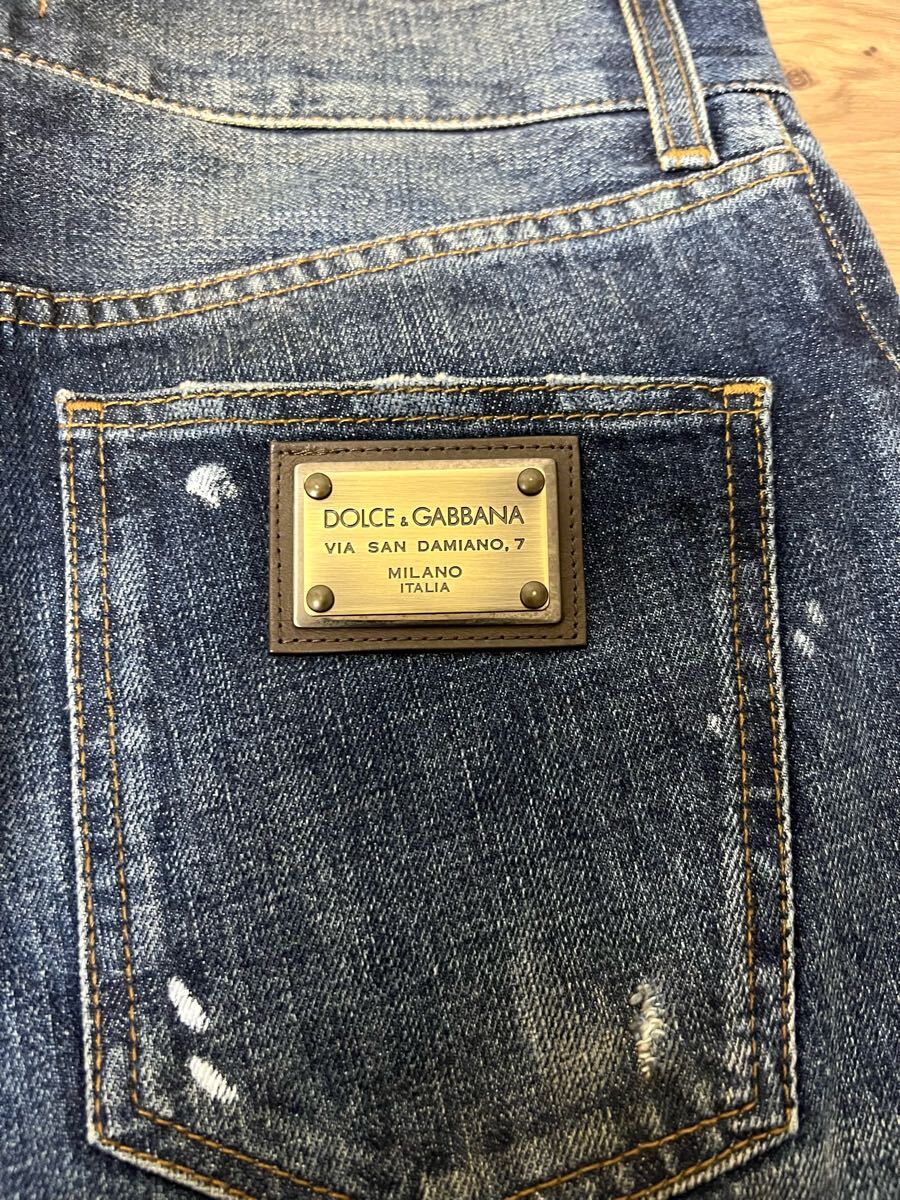 DOLCE & GABBANA
VIA SAN DAMIANO, 7
MILANO
ITALIA